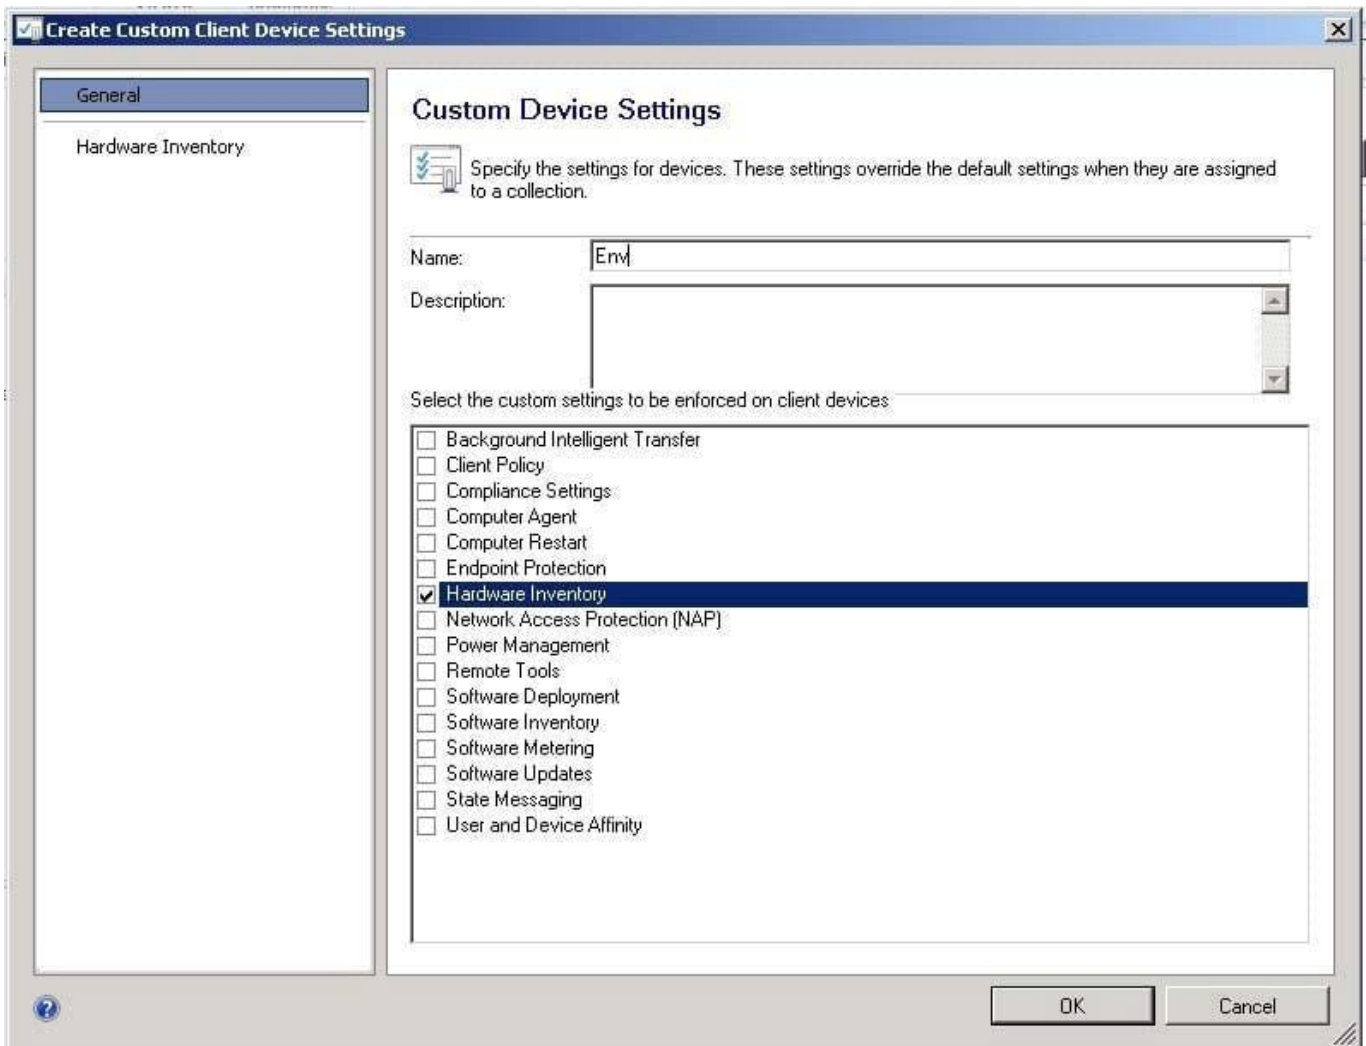 Create Custom Client Device Settings
General
Hardware Inventory
Custom Device Settings
Specify the settings for devices. These settings override the default settings when they are assigned
to a collection.
Name:
Env
Description:
Select the custom settings to be enforced on client devices
Background Intelligent Transfer
Client Policy
Compliance Settings
Computer Agent
Computer Restart
Endpoint Protection
Hardware Inventory
Network Access Protection (NAP)
Power Management
Remote Tools
Software Deployment
Software Inventory
Software Metering
Software Updates
State Messaging
User and Device Affinity
OK
Cancel